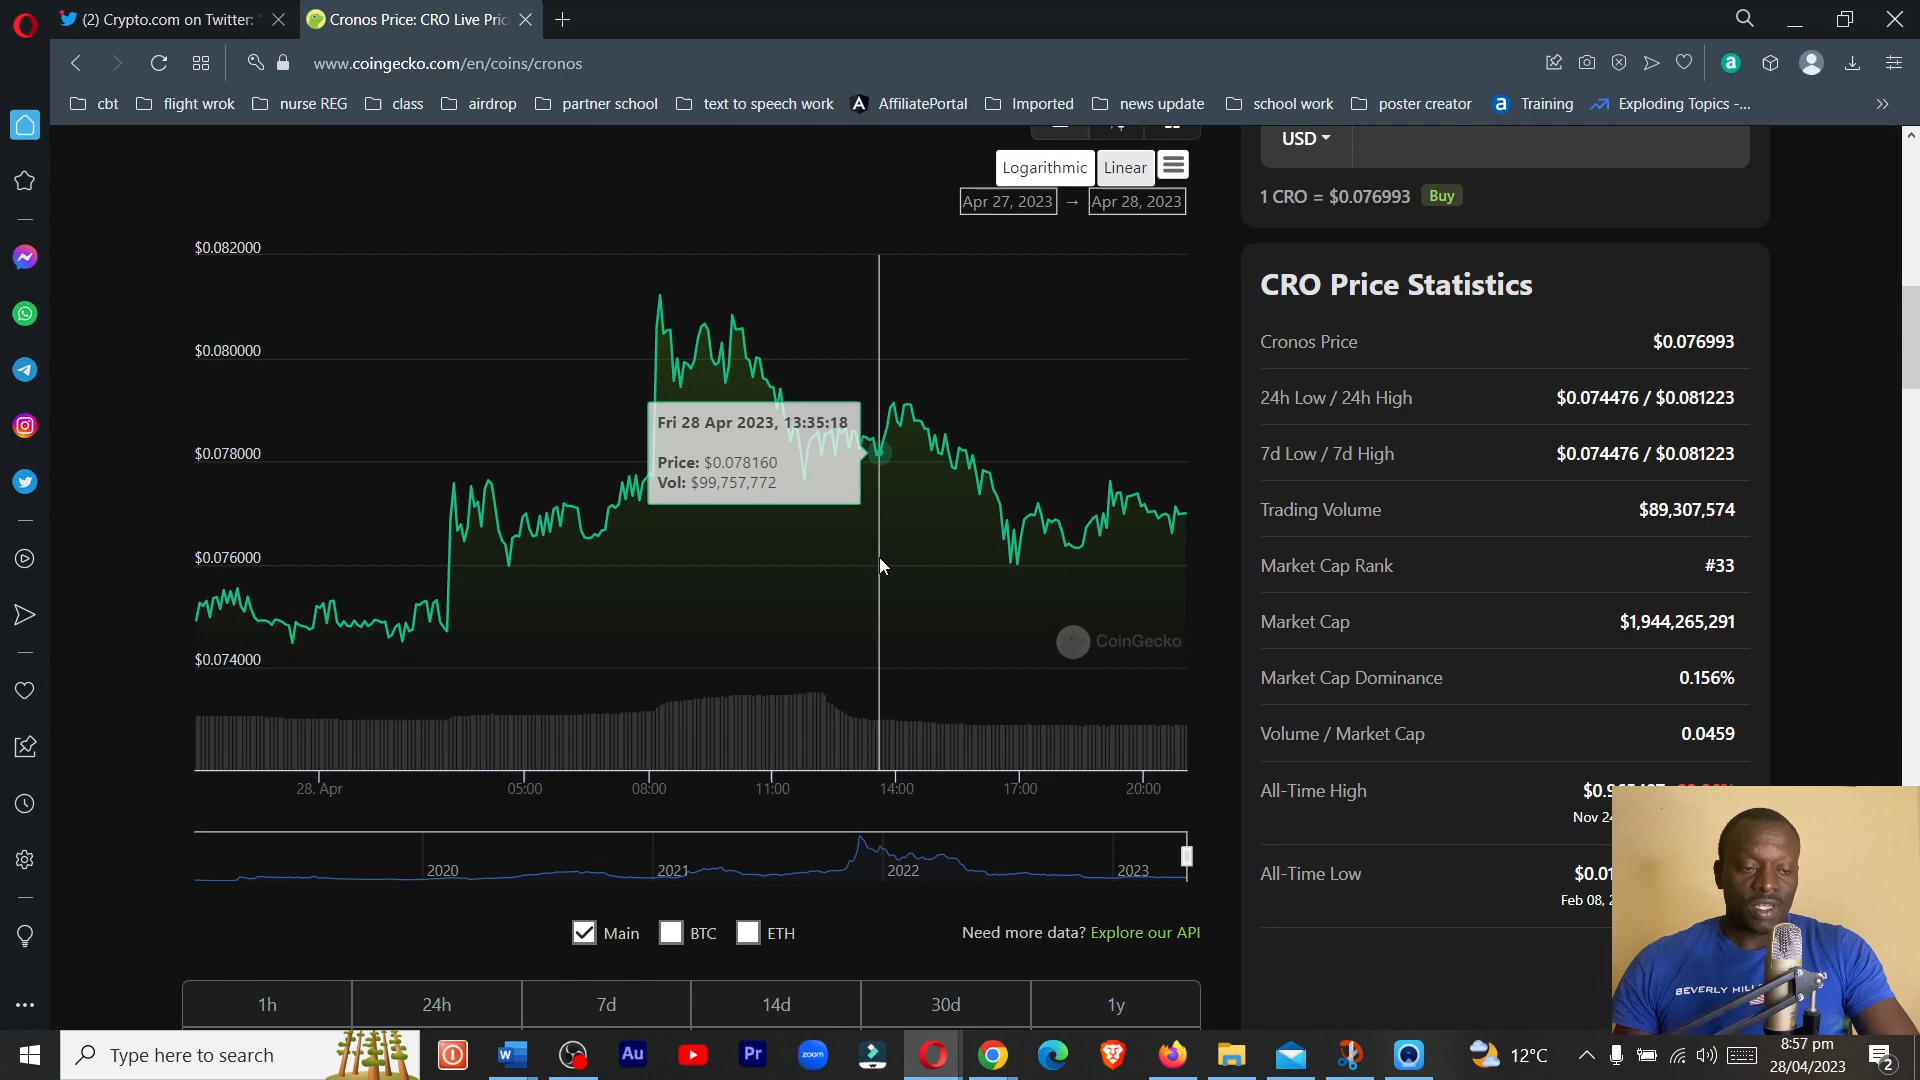 (2) Crypto.com on Twitter:
Cronos Price: CRO Live Pric
www.coingecko.com/en/coins/cronos
cbt
flight wrok
nurse REG
class
airdrop
partner school
text to speech work
AffiliatePortal
Imported
news update
school work
poster creator
Training
Exploding Topics -...
Logarithmic
Linear
Apr 27, 2023 → Apr 28, 2023
$0.082000
$0.080000
$0.078000
$0.076000
$0.074000
Fri 28 Apr 2023, 13:35:18
Price: $0.078160
Vol: $99,757,772
CoinGecko
28. Apr
05:00
08:00
11:00
14:00
17:00
20:00
2020
2021
2022
2023
Main
BTC
ETH
Need more data? Explore our API
1h
24h
7d
14d
30d
1y
USD
1 CRO = $0.076993 Buy
CRO Price Statistics
Cronos Price $0.076993
24h Low / 24h High $0.074476 / $0.081223
7d Low / 7d High $0.074476 / $0.081223
Trading Volume $89,307,574
Market Cap Rank #33
Market Cap $1,944,265,291
Market Cap Dominance 0.156%
Volume / Market Cap 0.0459
All-Time High
Nov 24
All-Time Low
Feb 08,
BEVERLY HIL
Type here to search
W
Au
Pr
zoom
12°C
8:57 pm
28/04/2023
2